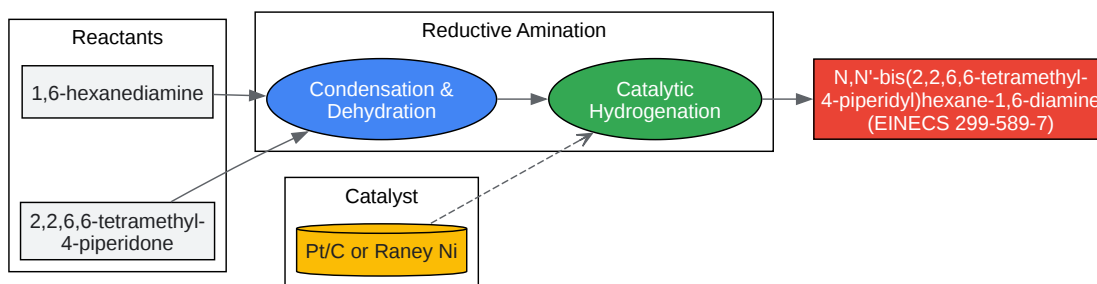 Reactants
1,6-hexanediamine
2,2,6,6-tetramethyl-
4-piperidone
Reductive Amination
Condensation &
Dehydration
Catalytic
Hydrogenation
Catalyst
Pt/C or Raney Ni
N,N'-bis(2,2,6,6-tetramethyl-
4-piperidyl)hexane-1,6-diamine
(EINECS 299-589-7)